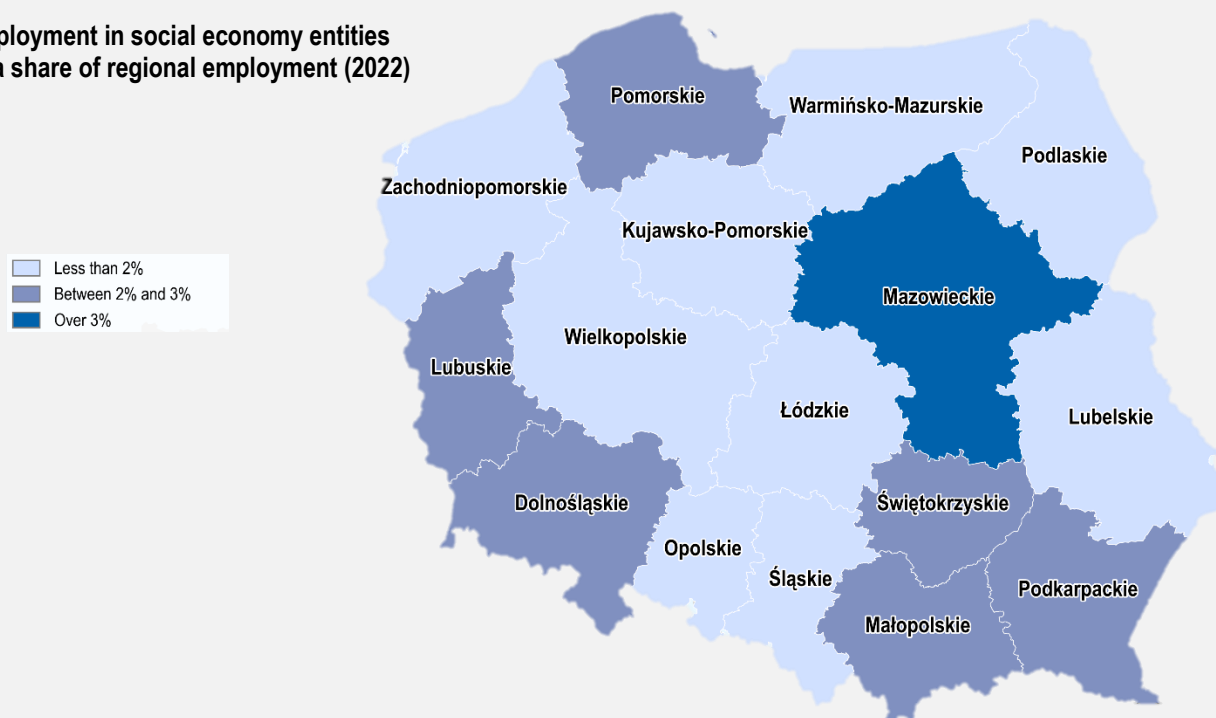 ployment in social economy entities
a share of regional employment (2022)
Pomorskie
Warmińsko-Mazurskie
Podlaskie
Zachodniopomorskie
Kujawsko-Pomorskie
Less than 2%
Between 2% and 3%
Over 3%
Mazowieckie
Wielkopolskie
Lubuskie
Łódzkie
Lubelskie
Dolnośląskie
Świętokrzyskie
Opolskie
Śląskie
Podkarpackie
Małopolskie